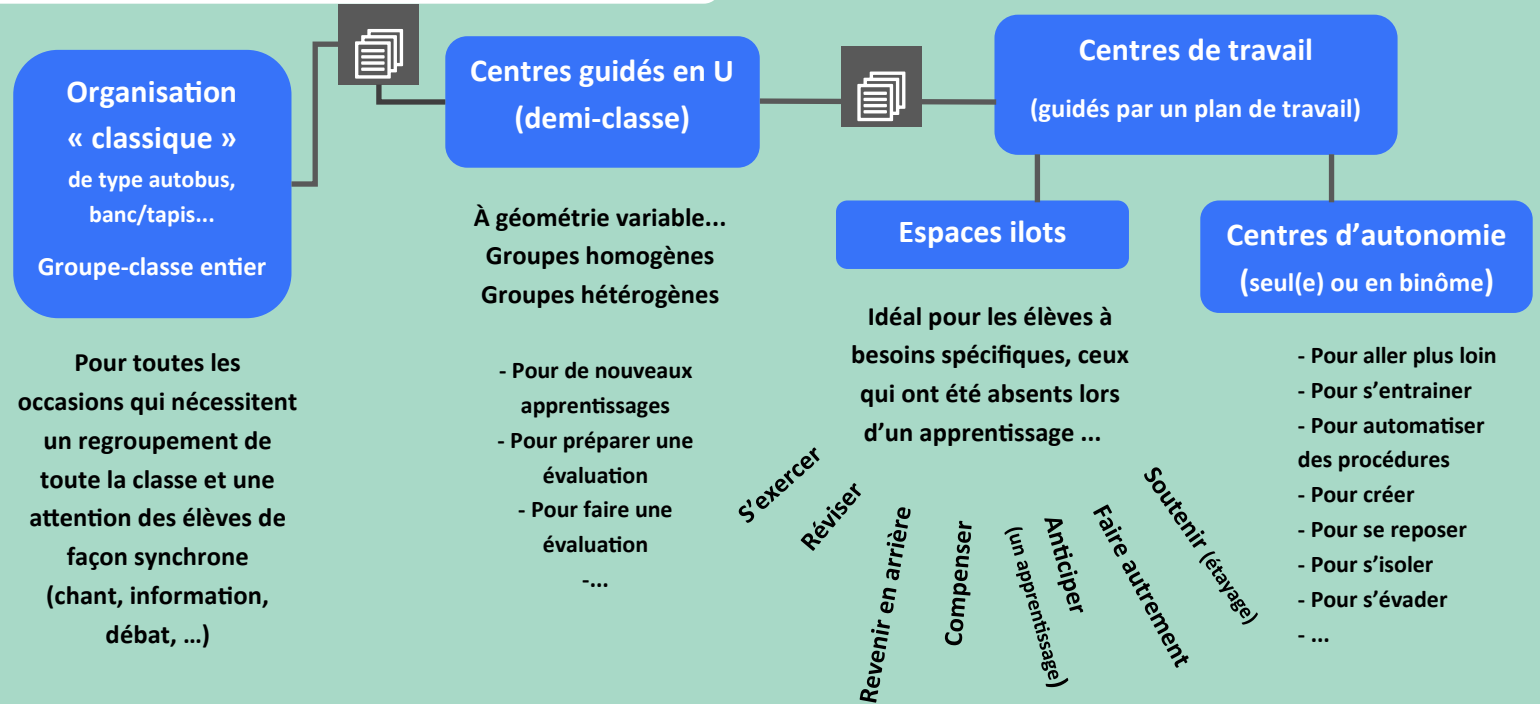 Organisation
« classique »
de type autobus,
banc/tapis...
Groupe-classe entier
Pour toutes les
occasions qui nécessitent
un regroupement de
toute la classe et une
attention des élèves de
façon synchrone
(chant, information,
débat, ...)
Centres guidés en U
(demi-classe)
À géométrie variable...
Groupes homogènes
Groupes hétérogènes
- Pour de nouveaux
apprentissages
- Pour préparer une
évaluation
- Pour faire une
évaluation
-...
Centres de travail
(guidés par un plan de travail)
Espaces ilots
Idéal pour les élèves à
besoins spécifiques, ceux
qui ont été absents lors
d’un apprentissage ...
S’exercer
Réviser
Revenir en arrière
Compenser
Anticiper
(un apprentissage)
Faire autrement
Soutenir (étayage)
Centres d’autonomie
(seul(e) ou en binôme)
- Pour aller plus loin
- Pour s’entrainer
- Pour automatiser
des procédures
- Pour créer
- Pour se reposer
- Pour s’isoler
- Pour s’évader
- ...